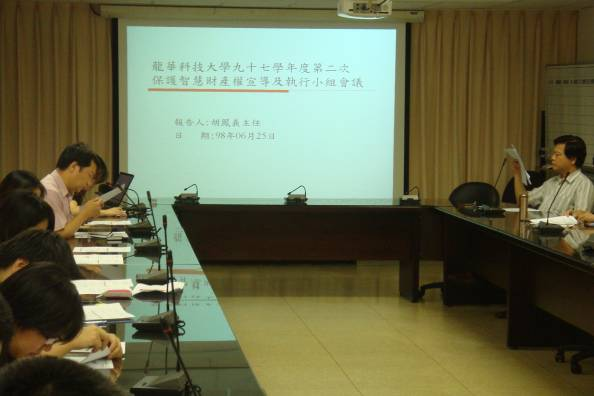 龍華科技大學九十七學年度第二次
保護智慧財產權宣導及執行小組會議
報告人:胡鳳義主任
日 期:98年06月25日